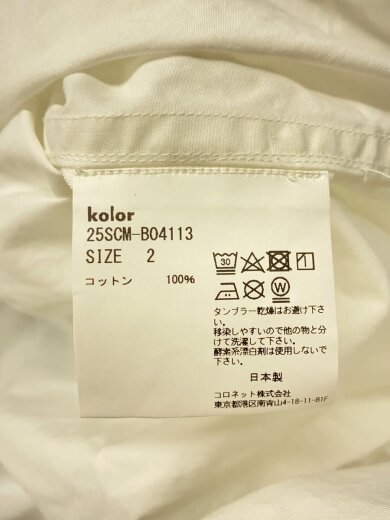 kolor
25SCM-B04113
SIZE 2
コットン 100%
30
W
タンブラー乾燥はお避け下さ
い。
移染しやすいので他の物と分
けて洗濯して下さい。
酵素系漂白剤は使用しないで
下さい。
日本製
コロネット株式会社
東京都港区南青山4-18-11-B1F